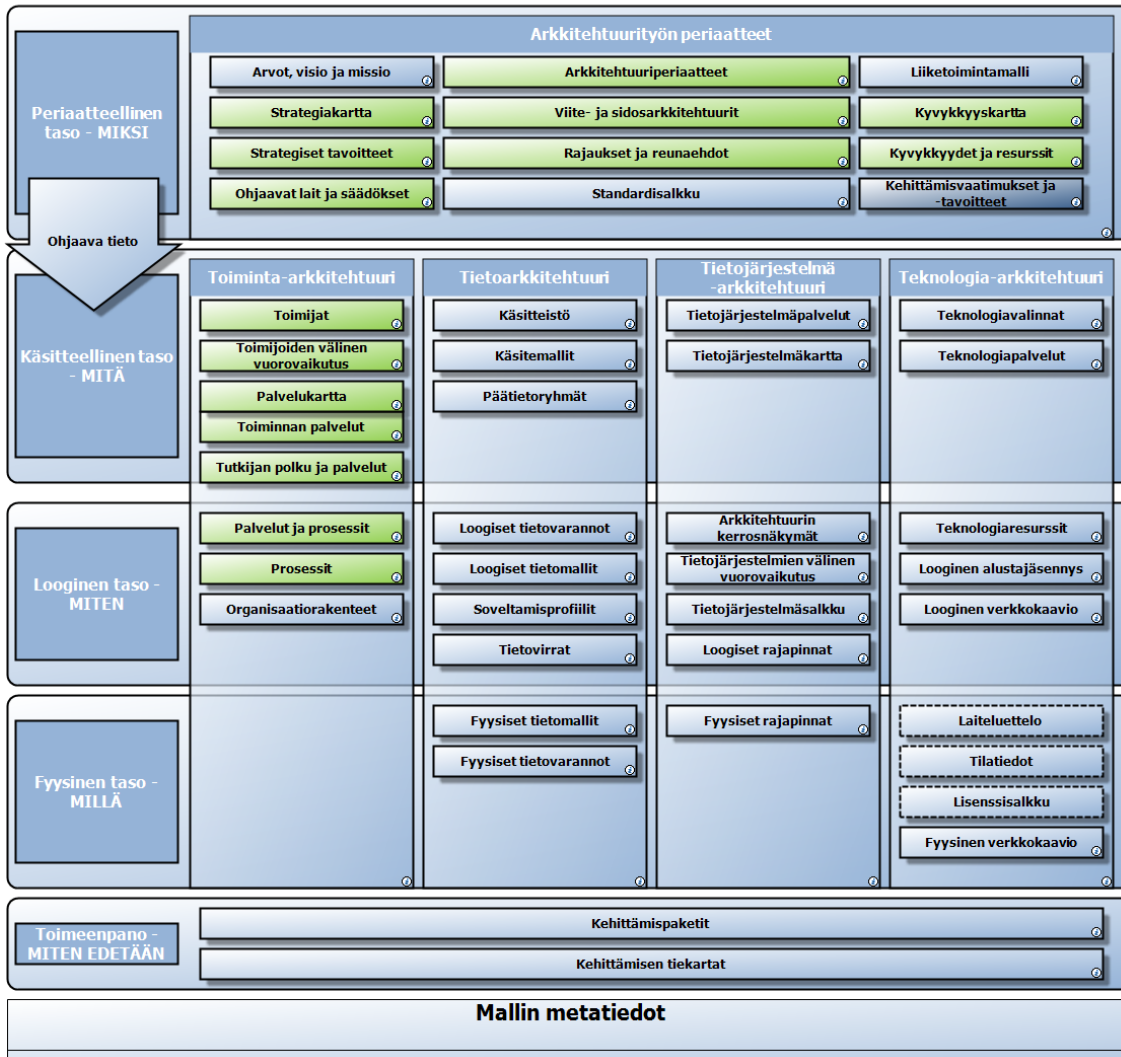 Arkkitehtuurityön periaatteet
Periaatteellinen
taso - MIKSI
Arvot, visio ja missio
Arkkitehtuuriperiaatteet
Liiketoimintamalli
Strategiakartta
Viite- ja sidosarkkitehtuurit
Kyvykkyyskartta
Strategiset tavoitteet
Rajaukset ja reunaehdot
Kyvykkyydet ja resurssit
Ohjaavat lait ja säädökset
Standardisalkku
Kehittämisvaatimukset ja
-tavoitteet
Ohjaava tieto
Käsitteellinen taso
- MITÄ
Toiminta-arkkitehtuuri
Toimijat
Toimijoiden välinen
vuorovaikutus
Palvelukartta
Toiminnan palvelut
Tutkijan polku ja palvelut
Tietoarkkitehtuuri
Käsitteistö
Käsitemallit
Päätietoryhmät
Tietojärjestelmä
-arkkitehtuuri
Tietojärjestelmäpalvelut
Tietojärjestelmäkartta
Teknologia-arkkitehtuuri
Teknologiavalinnat
Teknologiapalvelut
Looginen taso -
MITEN
Palvelut ja prosessit
Prosessit
Organisaatiorakenteet
Loogiset tietovarannot
Loogiset tietomallit
Soveltamisprofiilit
Tietovirrat
Arkkitehtuurin
kerrosnäkymät
Tietojärjestelmien välinen
vuorovaikutus
Tietojärjestelmäsalkku
Loogiset rajapinnat
Teknologiaresurssit
Looginen alustajäsennys
Looginen verkkokaavio
Fyysinen taso -
MILLÄ
Fyysiset tietomallit
Fyysiset tietovarannot
Fyysiset rajapinnat
Laiteluettelo
Tilatiedot
Lisenssisalkku
Fyysinen verkkokaavio
Toimeenpano -
MITEN EDETÄÄN
Kehittämispaketit
Kehittämisen tiekartat
Mallin metatiedot